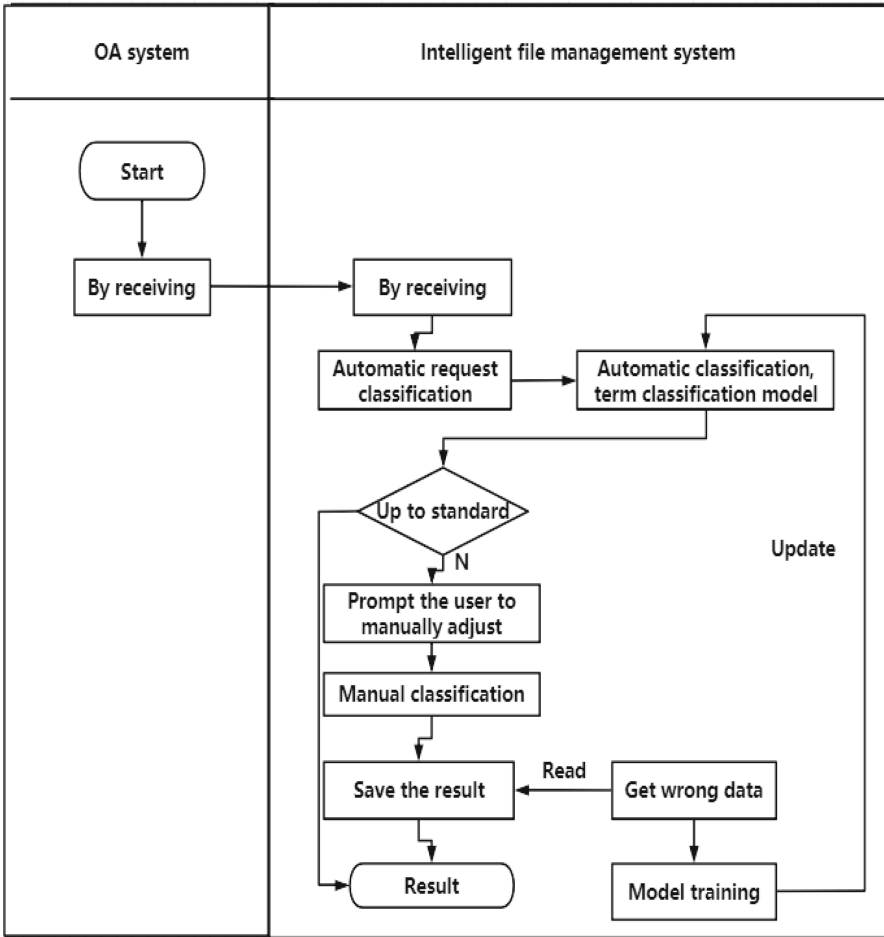 OA system
Intelligent file management system
Start
By receiving
By receiving
Automatic request
classification
Automatic classification,
term classification model
Up to standard
N
Update
Prompt the user to
manually adjust
Manual classification
Save the result
Read
Get wrong data
Result
Model training